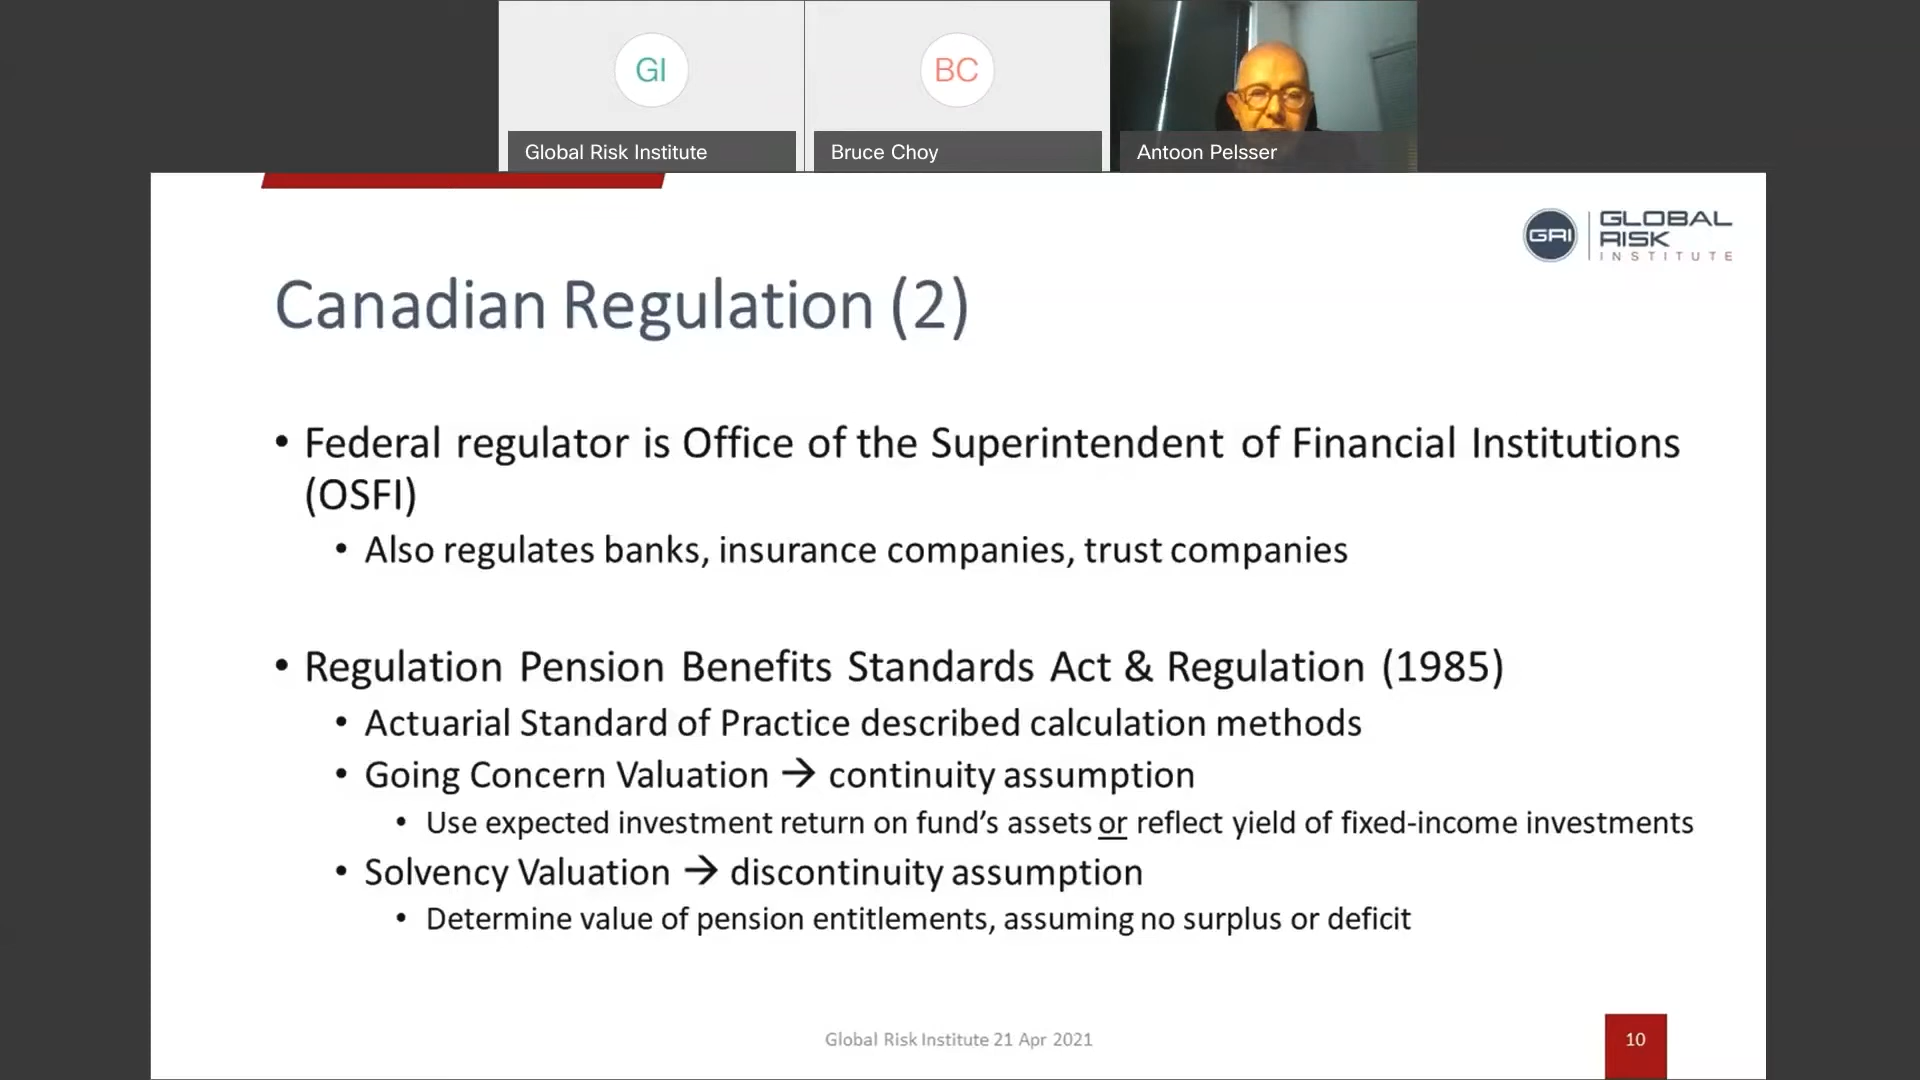 GI
BC
Global Risk Institute
Bruce Choy
Antoon Pelsser
GRI
GLOBAL
RISK
INSTITUTE
Canadian Regulation (2)
• Federal regulator is Office of the Superintendent of Financial Institutions
(OSFI)
• Also regulates banks, insurance companies, trust companies
• Regulation Pension Benefits Standards Act & Regulation (1985)
• Actuarial Standard of Practice described calculation methods
• Going Concern Valuation → continuity assumption
• Use expected investment return on fund's assets or reflect yield of fixed-income investments
• Solvency Valuation → discontinuity assumption
• Determine value of pension entitlements, assuming no surplus or deficit
Global Risk Institute 21 Apr 2021
10